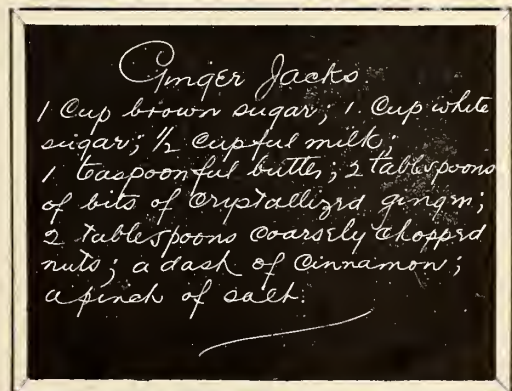 Ginger Jacks
1 Cup brown sugar; 1 Cup white
sugar; ½ Cupful milk;
1 teaspoonful butter; 2 tablespoons
of bits of Crystallized ginger;
2 tablespoons Coarsely Chopped
nuts; a dash of Cinnamon;
a pinch of salt.